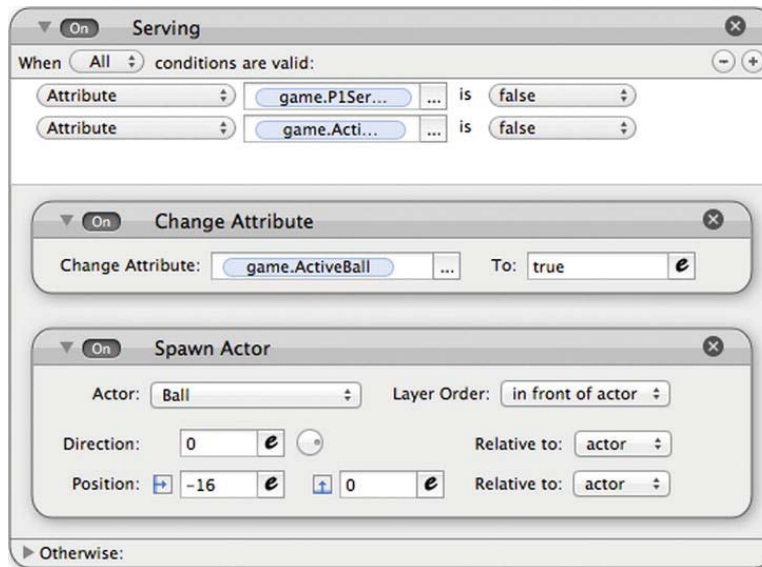 On Serving
When All conditions are valid:
Attribute game.P1Ser... ... is false
Attribute game.Acti... ... is false
On Change Attribute
Change Attribute: game.ActiveBall ... To: true e
On Spawn Actor
Actor: Ball Layer Order: in front of actor
Direction: 0 e Relative to: actor
Position: -16 e 0 e Relative to: actor
Otherwise: